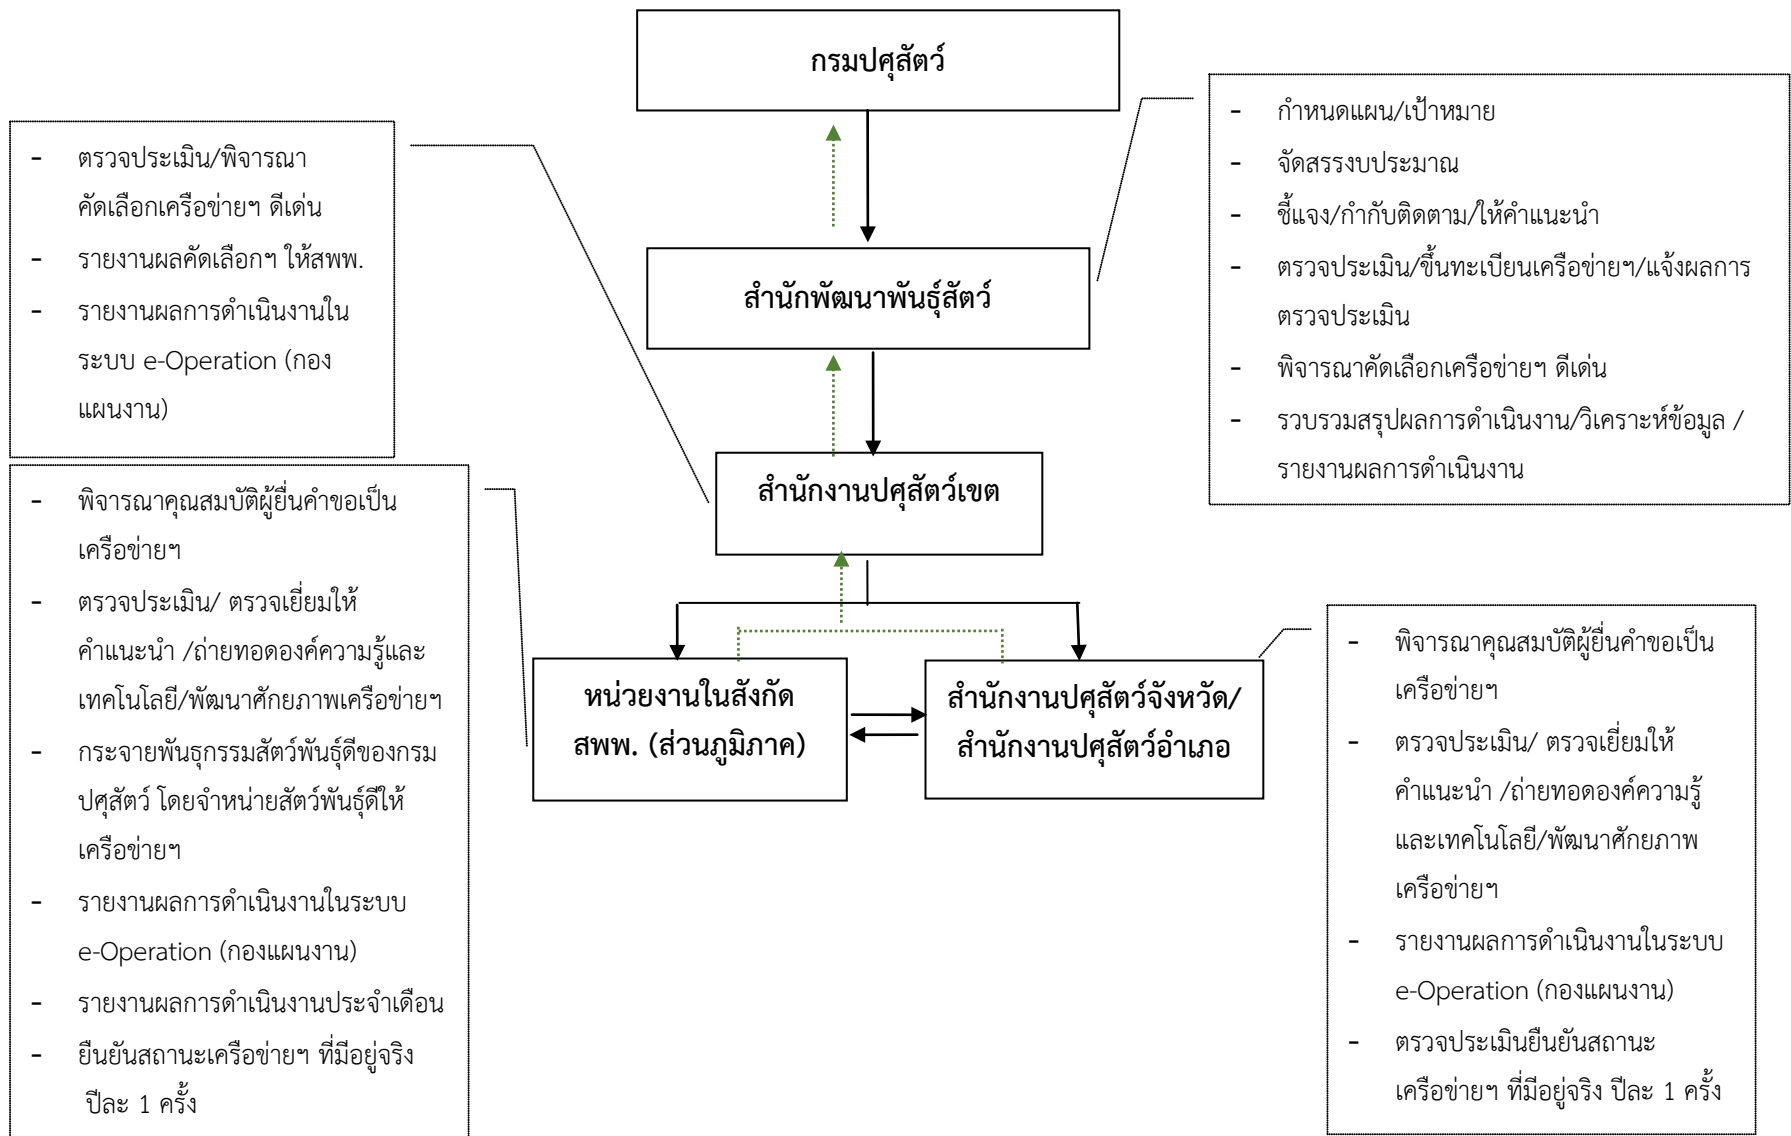 กรมปศุสัตว์
- กำหนดแผน/เป้าหมาย
- จัดสรรงบประมาณ
- ชี้แจง/กำกับติดตาม/ให้คำแนะนำ
- ตรวจประเมิน/ขึ้นทะเบียนเครือข่ายฯ/แจ้งผลการ
ตรวจประเมิน
- พิจารณาคัดเลือกเครือข่ายฯ ดีเด่น
- รวบรวมสรุปผลการดำเนินงาน/วิเคราะห์ข้อมูล /
รายงานผลการดำเนินงาน
- ตรวจประเมิน/พิจารณา
คัดเลือกเครือข่ายฯ ดีเด่น
- รายงานผลคัดเลือกฯ ให้สพพ.
- รายงานผลการดำเนินงานใน
ระบบ e-Operation (กอง
แผนงาน)
สำนักพัฒนาพันธุ์สัตว์
สำนักงานปศุสัตว์เขต
- พิจารณาคุณสมบัติผู้ยื่นคำขอเป็น
เครือข่ายฯ
- ตรวจประเมิน/ ตรวจเยี่ยมให้
คำแนะนำ /ถ่ายทอดองค์ความรู้และ
เทคโนโลยี/พัฒนาศักยภาพเครือข่ายฯ
- กระจายพันธุกรรมสัตว์พันธุ์ดีของกรม
ปศุสัตว์ โดยจำหน่ายสัตว์พันธุ์ดีให้
เครือข่ายฯ
- รายงานผลการดำเนินงานในระบบ
e-Operation (กองแผนงาน)
- รายงานผลการดำเนินงานประจำเดือน
- ยืนยันสถานะเครือข่ายฯ ที่มีอยู่จริง
ปีละ 1 ครั้ง
หน่วยงานในสังกัด
สพพ. (ส่วนภูมิภาค)
สำนักงานปศุสัตว์จังหวัด/
สำนักงานปศุสัตว์อำเภอ
- พิจารณาคุณสมบัติผู้ยื่นคำขอเป็น
เครือข่ายฯ
- ตรวจประเมิน/ ตรวจเยี่ยมให้
คำแนะนำ /ถ่ายทอดองค์ความรู้
และเทคโนโลยี/พัฒนาศักยภาพ
เครือข่ายฯ
- รายงานผลการดำเนินงานในระบบ
e-Operation (กองแผนงาน)
- ตรวจประเมินยืนยันสถานะ
เครือข่ายฯ ที่มีอยู่จริง ปีละ 1 ครั้ง